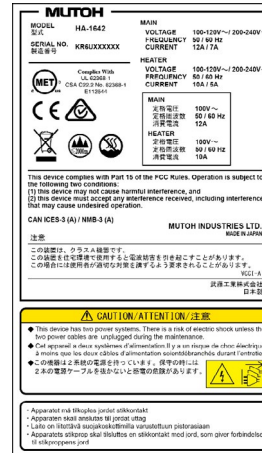 MUTOH
MODEL
型式
HA-1642
SERIAL NO.
製造番号
KR6UXXXXXX
MAIN
VOLTAGE 100-120V～/ 200-240V
FREQUENCY 50 / 60 Hz
CURRENT 12A / 7A
HEATER
VOLTAGE 100-120V～/ 200-240V
FREQUENCY 50 / 60 Hz
CURRENT 10A / 5A
MET
Complies With
UL 62368-1
CSA C22.2 No. 62368-1
E113844
MAIN
定格電圧 100V～
定格周波数 50 / 60 Hz
消費電流 12A
HEATER
定格電圧 100V～
定格周波数 50 / 60 Hz
消費電流 10A
This device complies with Part 15 of the FCC Rules. Operation is subject to
the following two conditions:
(1) this device may not cause harmful interference, and
(2) this device must accept any interference received, including interference
that may cause undesired operation.
CAN ICES-3 (A) / NMB-3 (A)
MUTOH INDUSTRIES LTD.
MADE IN JAPAN
注意
この装置は、クラスＡ機器です。
この装置を住宅環境で使用すると電波妨害を引き起こすことがあります。
この場合には使用者が適切な対策を講ずるよう要求されることがあります。
VCCI-A
武藤工業株式会社
日本製
CAUTION/ATTENTION/注意
◆ This device has two power systems. There is a risk of electric shock unless the
two power cables are unplugged during the maintenance.
◆ Cet appareil a deux systèmes d'alimentation.Il y a un risque de choc électrique
à moins que les deux câbles d'alimentation soientdébranchés durant l'entretien
◆ この機器は２系統の電源を持っています。保守の時には
２本の電源ケーブルを抜かないと感電の危険があります。
- Apparatet må tilkoples jordet stikkontakt
- Apparaten skall anslutas till jordat uttag
- Laite on liitettävä suojakoskettimilla varustettuun pistorasiaan
- Apparatets stikprop skal tilsluttes en stikkontakt med jord, som giver forbindelse
til stikproppens jord